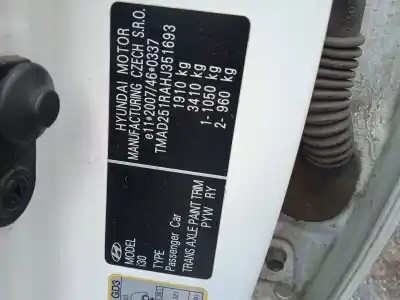 HYUNDAI MOTOR
MANUFACTURING CZECH S.R.O.
e11*2007/46*0337
TMAD251RAHJ351693
1910 kg
3410 kg
1- 1050 kg
2- 960 kg
MODEL
i30
TYPE
Passenger Car
TRANS AXLE PAINT TRIM
PYW RY
GD3